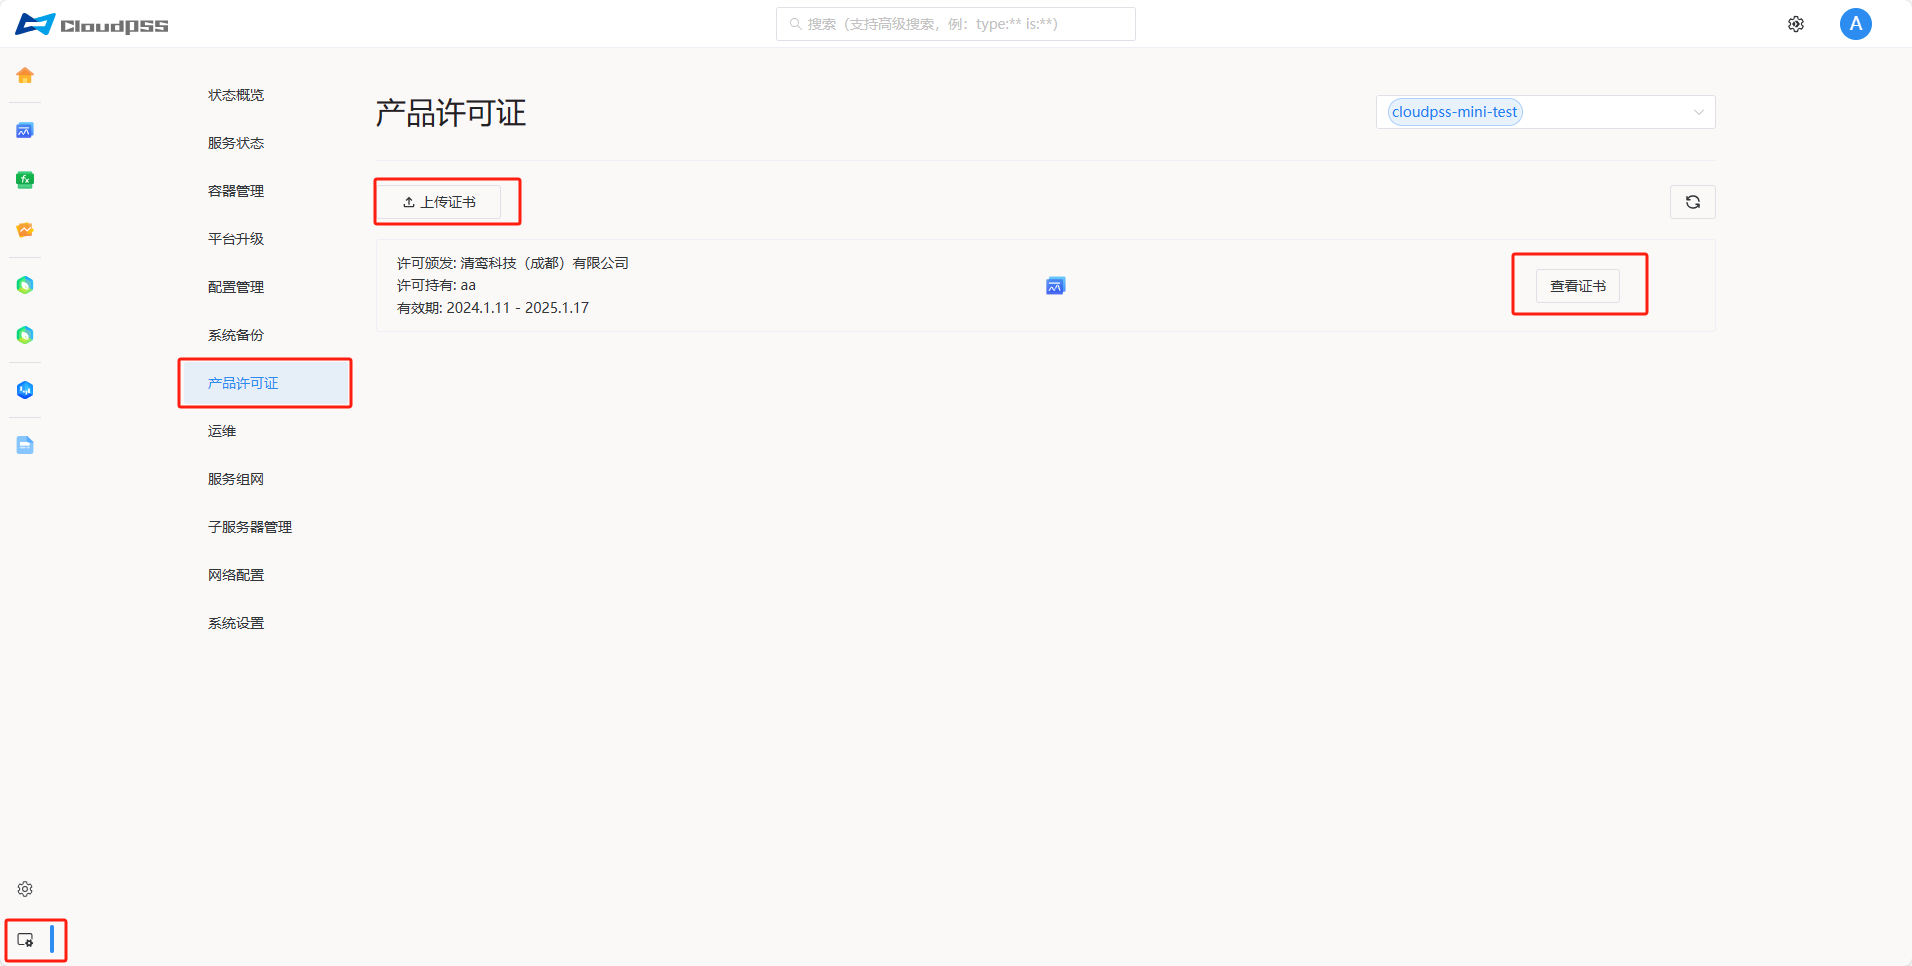 CloudPSS
搜索（支持高级搜索，例：type:** is:**）
A
状态概览
服务状态
容器管理
平台升级
配置管理
系统备份
产品许可证
运维
服务组网
子服务器管理
网络配置
系统设置
产品许可证
cloudpss-mini-test
上传证书
许可颁发: 清鸾科技（成都）有限公司
许可持有: aa
有效期: 2024.1.11 - 2025.1.17
查看证书